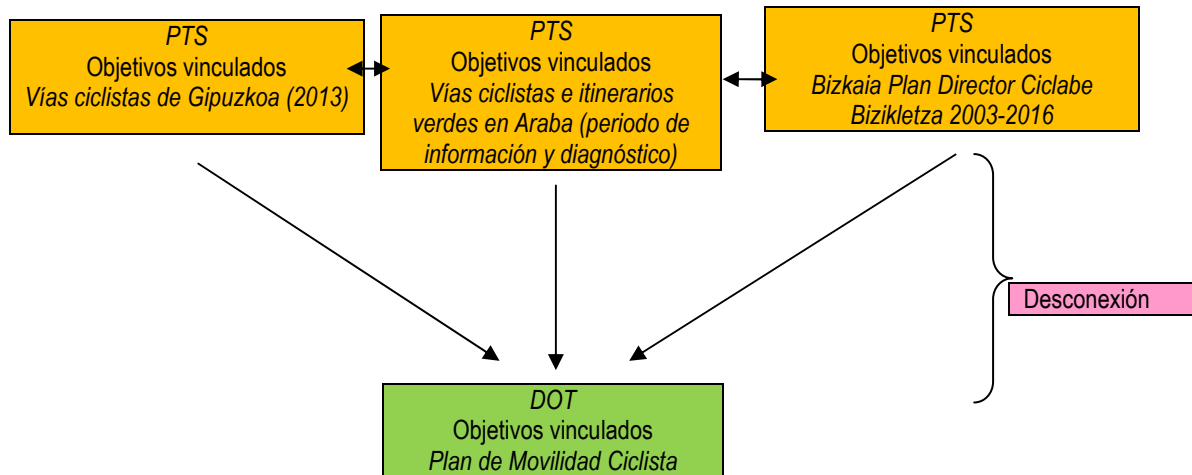 PTS
Objetivos vinculados
Vías ciclistas de Gipuzkoa (2013)
PTS
Objetivos vinculados
Vías ciclistas e itinerarios
verdes en Araba (periodo de
información y diagnóstico)
PTS
Objetivos vinculados
Bizkaia Plan Director Ciclabe
Bizikletza 2003-2016
Desconexión
DOT
Objetivos vinculados
Plan de Movilidad Ciclista